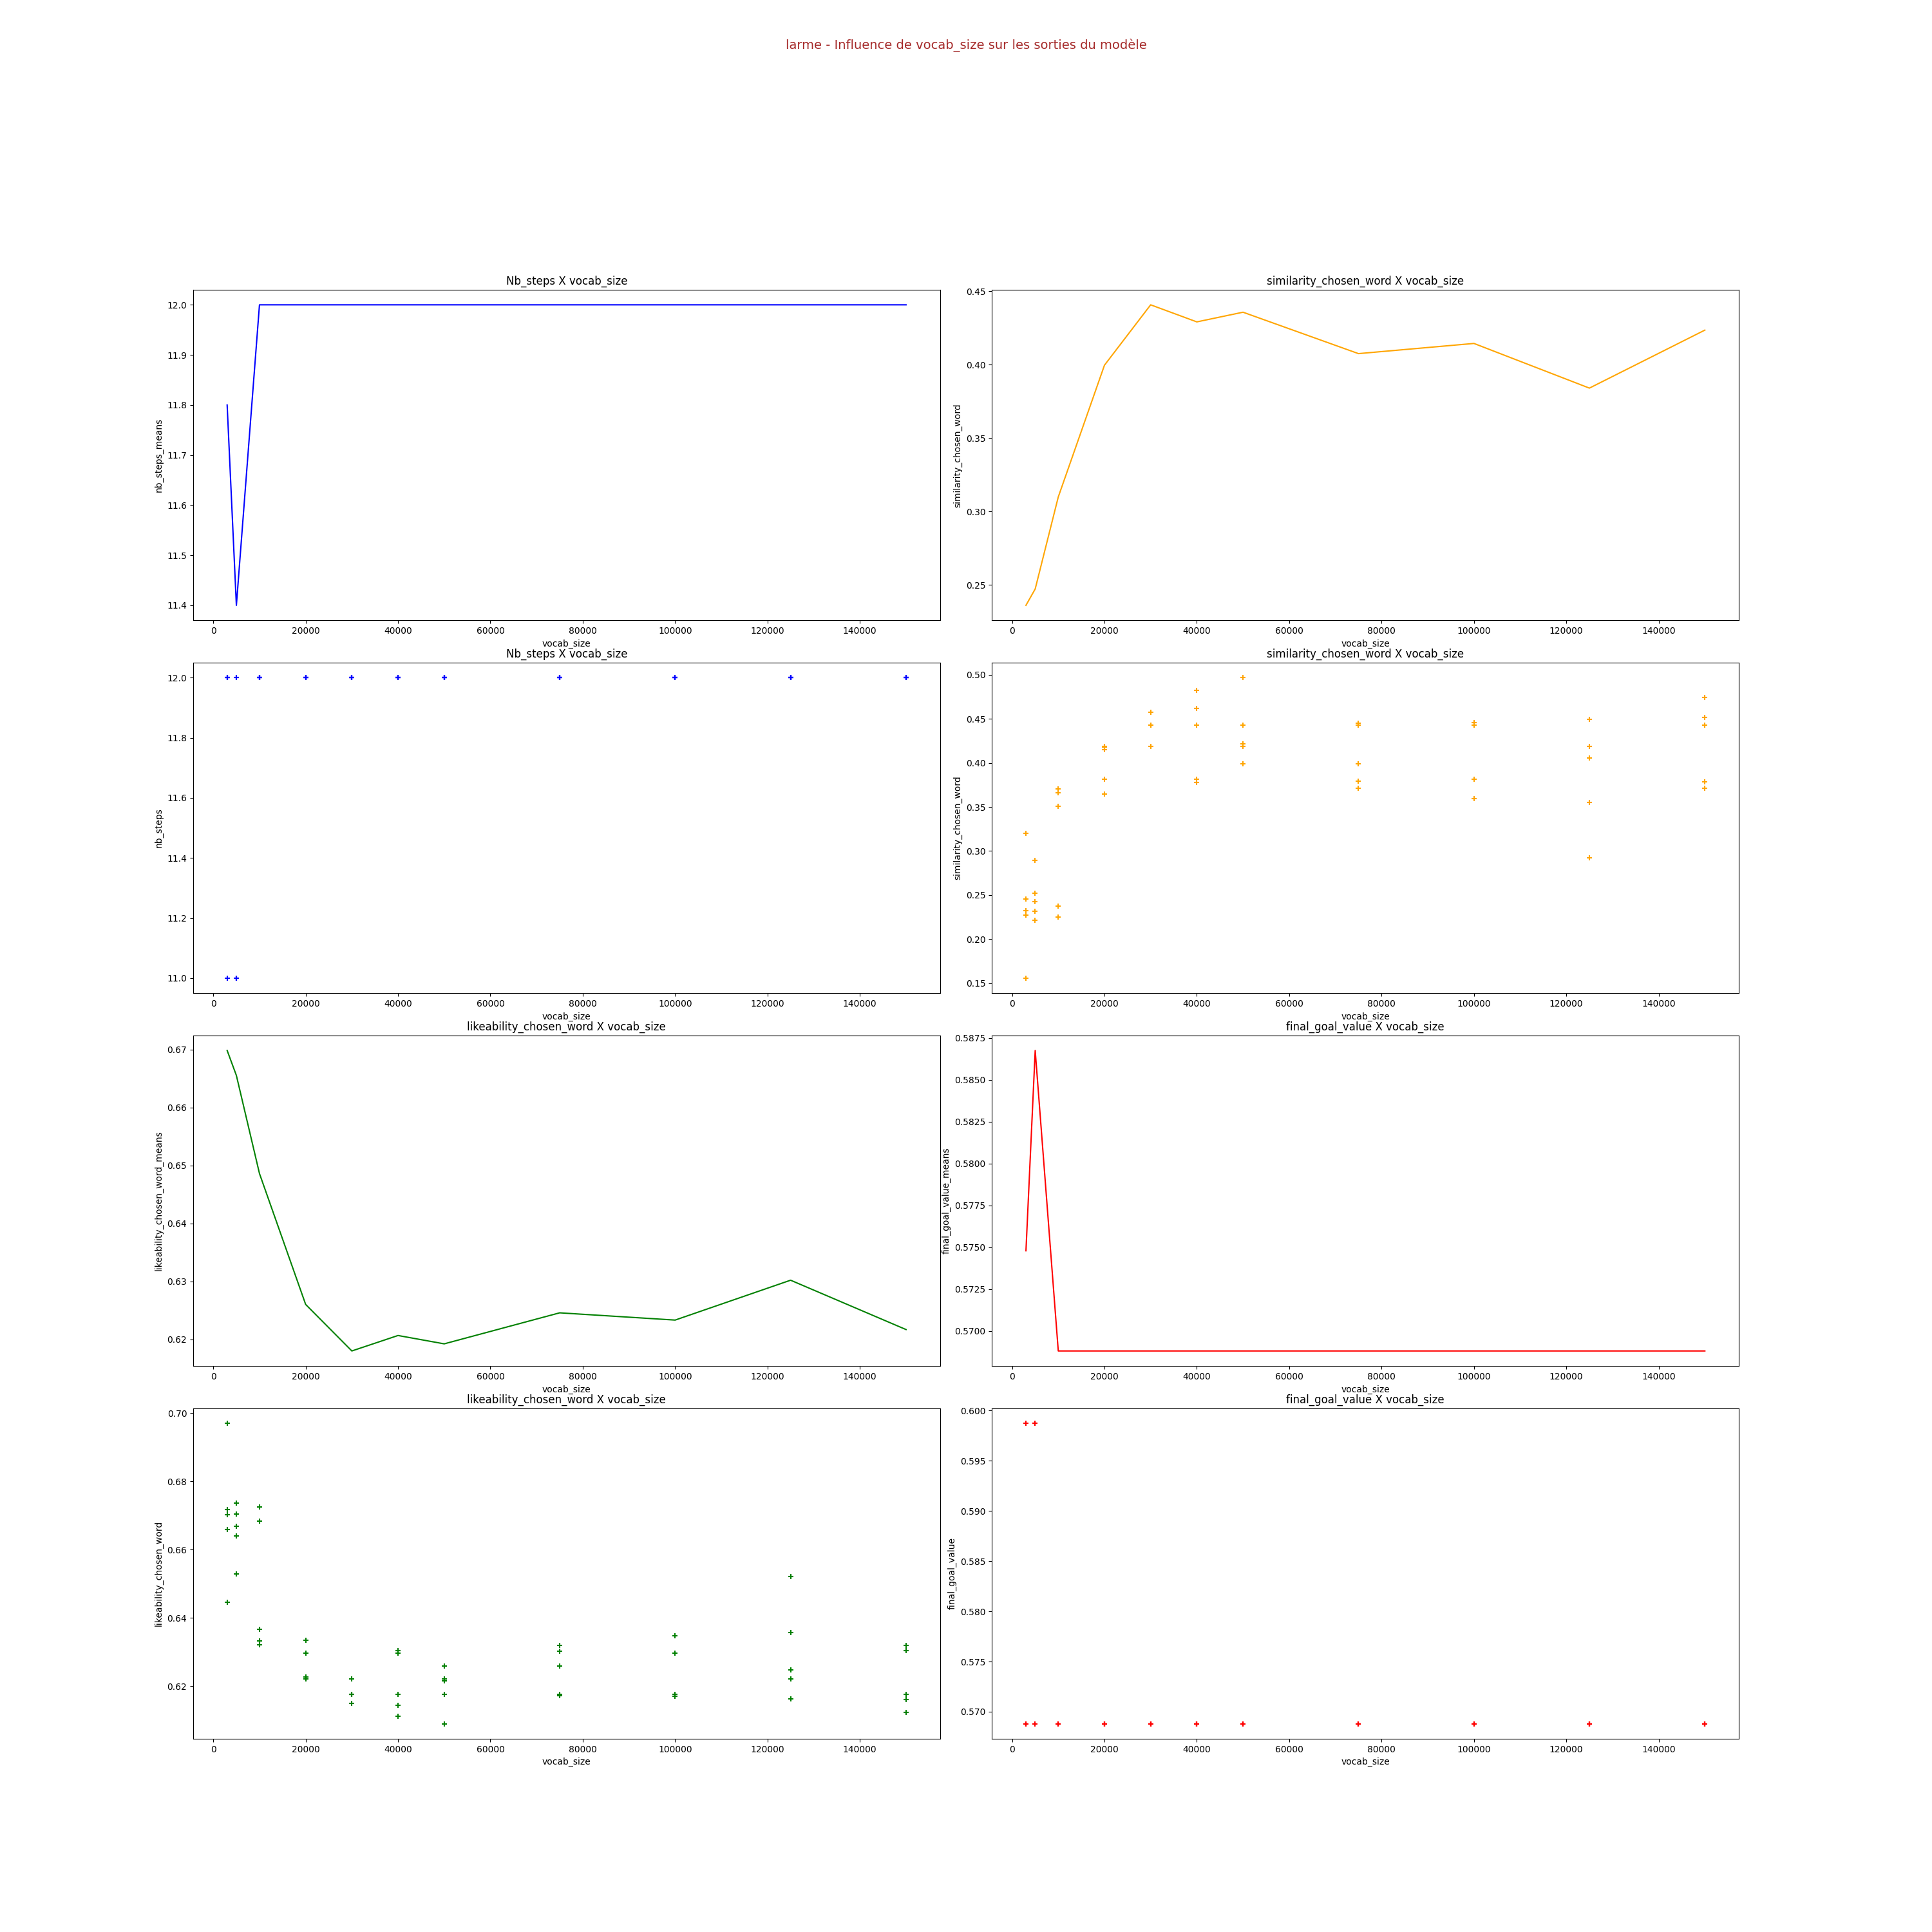 larme - Influence de vocab_size sur les sorties du modèle
Nb_steps X vocab_size
nb_steps_means
12.0
11.9
11.8
11.7
11.6
11.5
11.4
0 20000 40000 60000 80000 100000 120000 140000
vocab_size
similarity_chosen_word X vocab_size
similarity_chosen_word
0.45
0.40
0.35
0.30
0.25
0 20000 40000 60000 80000 100000 120000 140000
vocab_size
Nb_steps X vocab_size
nb_steps
12.0
11.8
11.6
11.4
11.2
11.0
0 20000 40000 60000 80000 100000 120000 140000
vocab_size
similarity_chosen_word X vocab_size
similarity_chosen_word
0.50
0.45
0.40
0.35
0.30
0.25
0.20
0.15
0 20000 40000 60000 80000 100000 120000 140000
vocab_size
likeability_chosen_word X vocab_size
likeability_chosen_word_means
0.67
0.66
0.65
0.64
0.63
0.62
0 20000 40000 60000 80000 100000 120000 140000
vocab_size
final_goal_value X vocab_size
final_goal_value_means
0.5875
0.5850
0.5825
0.5800
0.5775
0.5750
0.5725
0.5700
0 20000 40000 60000 80000 100000 120000 140000
vocab_size
likeability_chosen_word X vocab_size
likeability_chosen_word
0.70
0.68
0.66
0.64
0.62
0 20000 40000 60000 80000 100000 120000 140000
vocab_size
final_goal_value X vocab_size
final_goal_value
0.600
0.595
0.590
0.585
0.580
0.575
0.570
0 20000 40000 60000 80000 100000 120000 140000
vocab_size